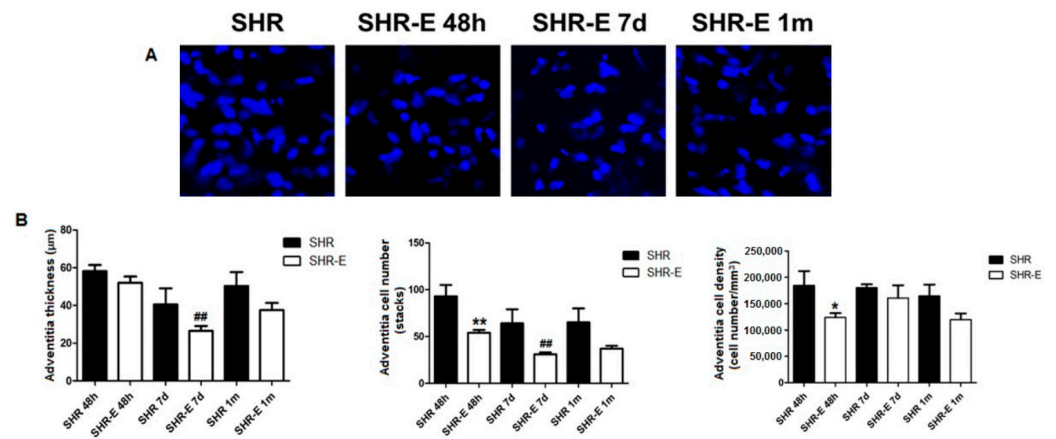 SHR SHR-E 48h SHR-E 7d SHR-E 1m
A
B
Adventitia thickness (µm)
80
60
40
20
0
##
SHR
SHR-E
SHR 48h
SHR-E 48h
SHR 7d
SHR-E 7d
SHR 1m
SHR-E 1m
Adventitia cell number
(stacks)
150
100
50
0
**
##
SHR
SHR-E
SHR 48h
SHR-E 48h
SHR 7d
SHR-E 7d
SHR 1m
SHR-E 1m
Adventitia cell density
(cell number/mm³)
250,000
200,000
150,000
100,000
50,000
0
*
SHR
SHR-E
SHR 48h
SHR-E 48h
SHR 7d
SHR-E 7d
SHR 1m
SHR-E 1m